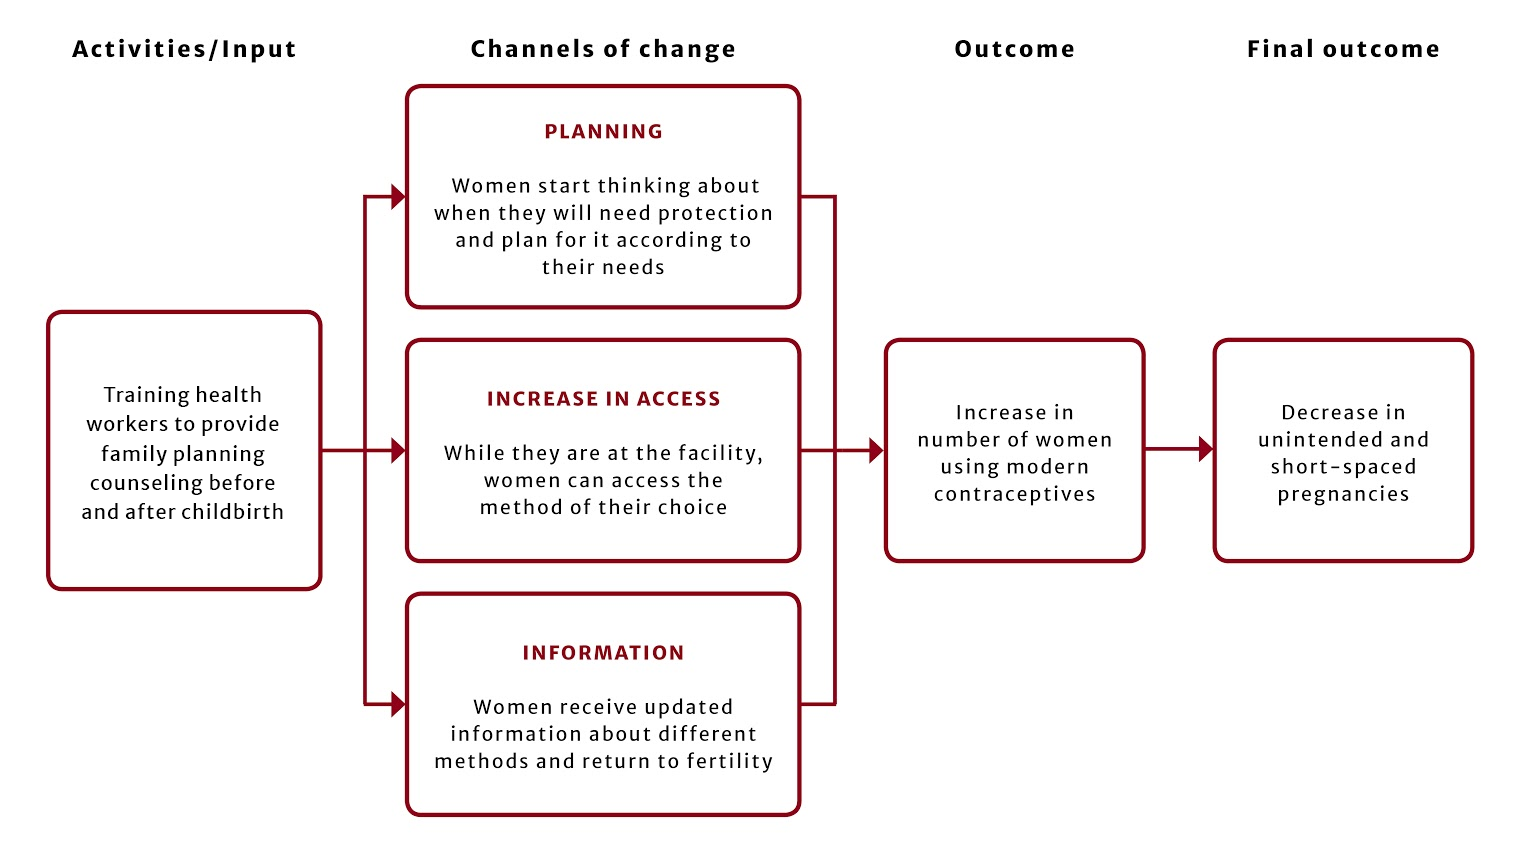 Activities/Input
Channels of change
Outcome
Final outcome
Training health
workers to provide
family planning
counseling before
and after childbirth
PLANNING
Women start thinking about
when they will need protection
and plan for it according to
their needs
INCREASE IN ACCESS
While they are at the facility,
women can access the
method of their choice
INFORMATION
Women receive updated
information about different
methods and return to fertility
Increase in
number of women
using modern
contraceptives
Decrease in
unintended and
short-spaced
pregnancies